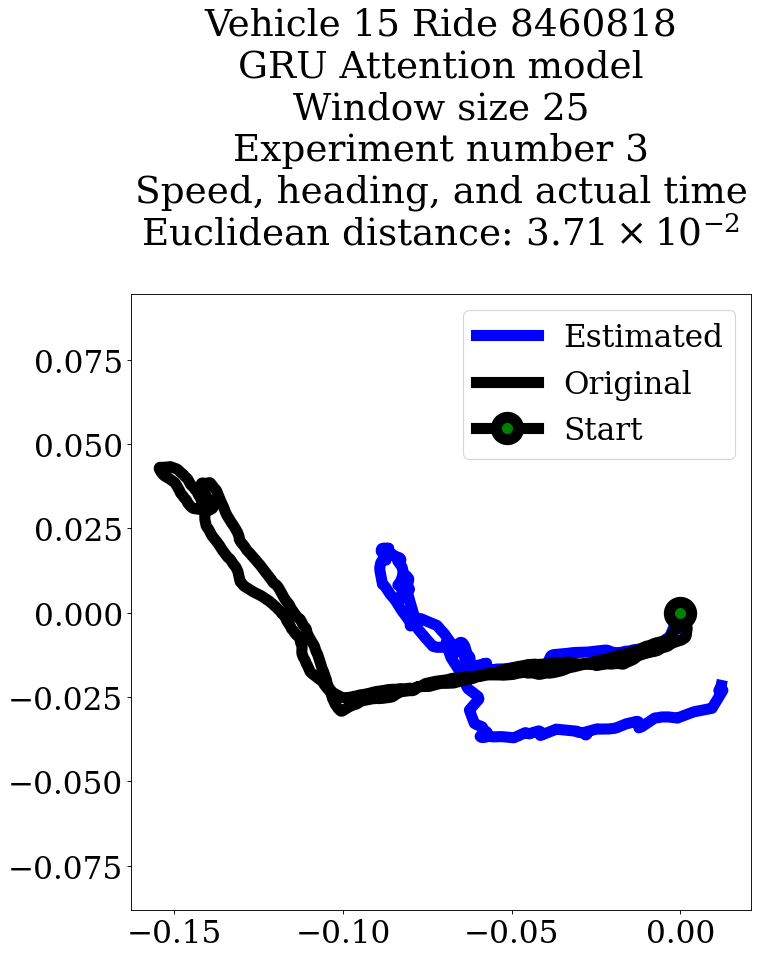 Vehicle 15 Ride 8460818
GRU Attention model
Window size 25
Experiment number 3
Speed, heading, and actual time
Euclidean distance: 3.71 × 10⁻²
Estimated
Original
Start
0.075
0.050
0.025
0.000
−0.025
−0.050
−0.075
−0.15
−0.10
−0.05
0.00